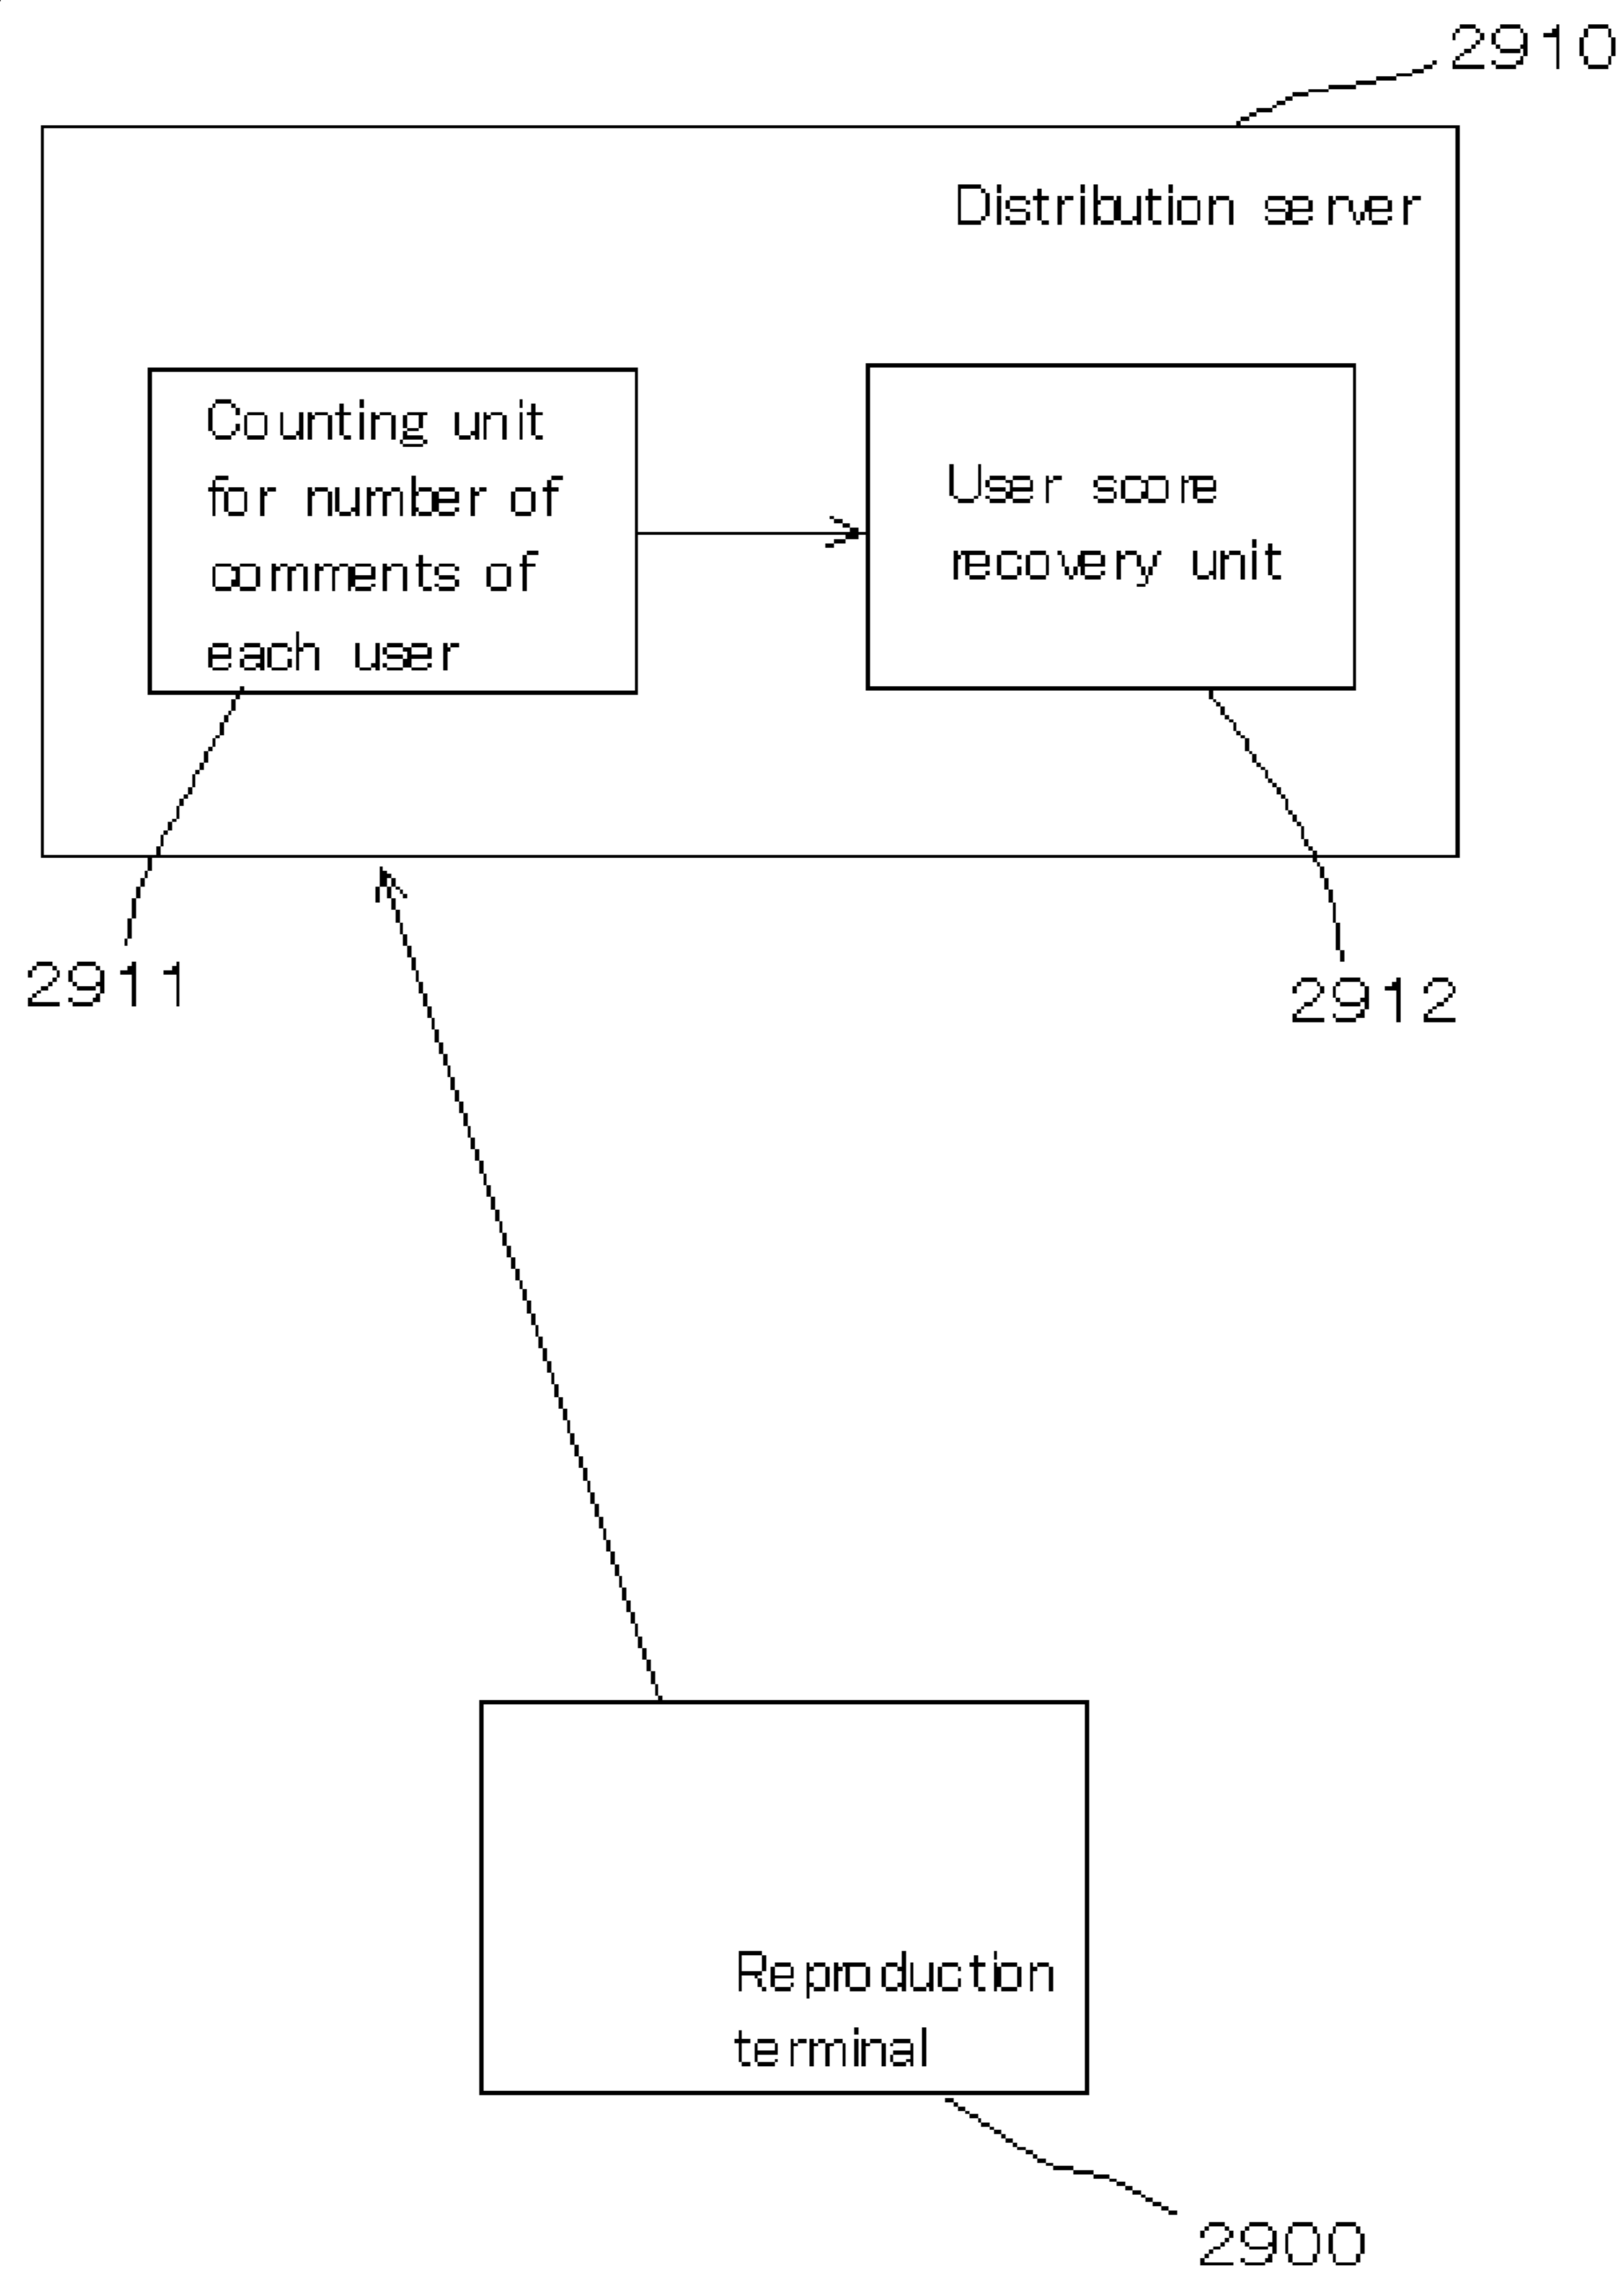 2910
Distribution server
Counting unit
for number of
comments of
each user
User score
recovery unit
2911
2912
Reproduction
terminal
2900